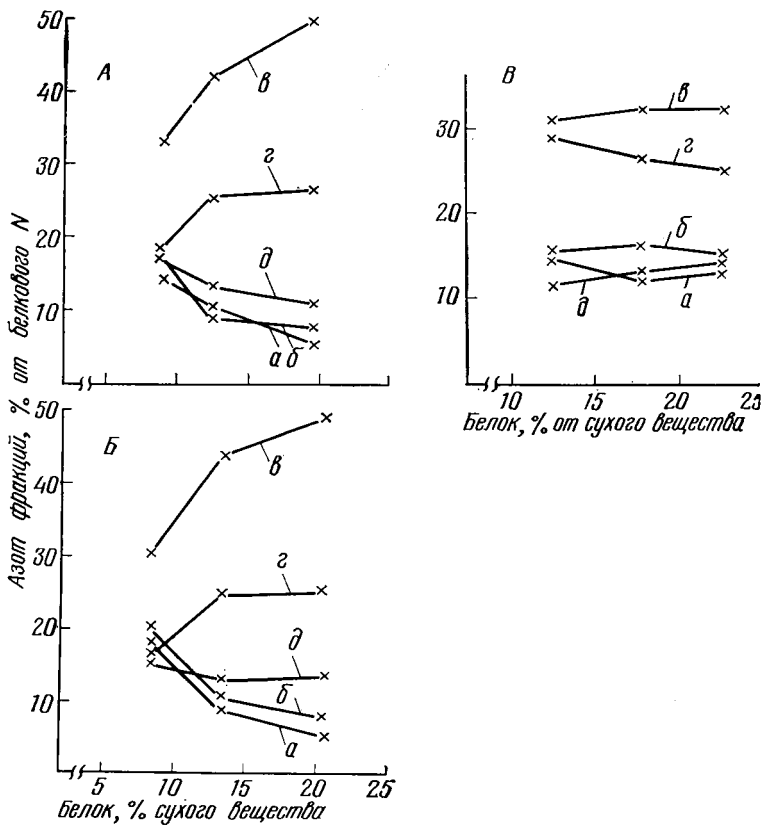 Азот фракций, % от белкового N
50
А
в
40
30
г
20
д
10
а б
В
30
в
г
20
б
10
д
а
10 15 20 25
Белок, % от сухого вещества
50
Б
в
40
30
г
20
д
10
б
а
5 10 15 20 25
Белок, % сухого вещества